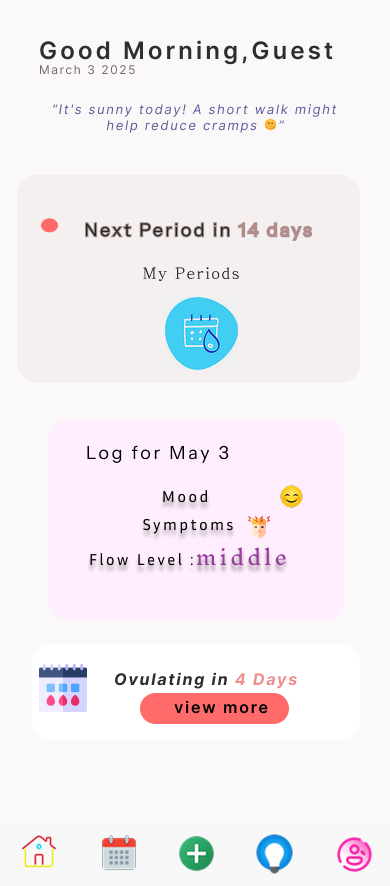 Good Morning,Guest
March 3 2025
“It's sunny today! A short walk might
help reduce cramps 🌞”
Next Period in 14 days
My Periods
Log for May 3
Mood 😊
Symptoms
Flow Level :middle
Ovulating in 4 Days
view more